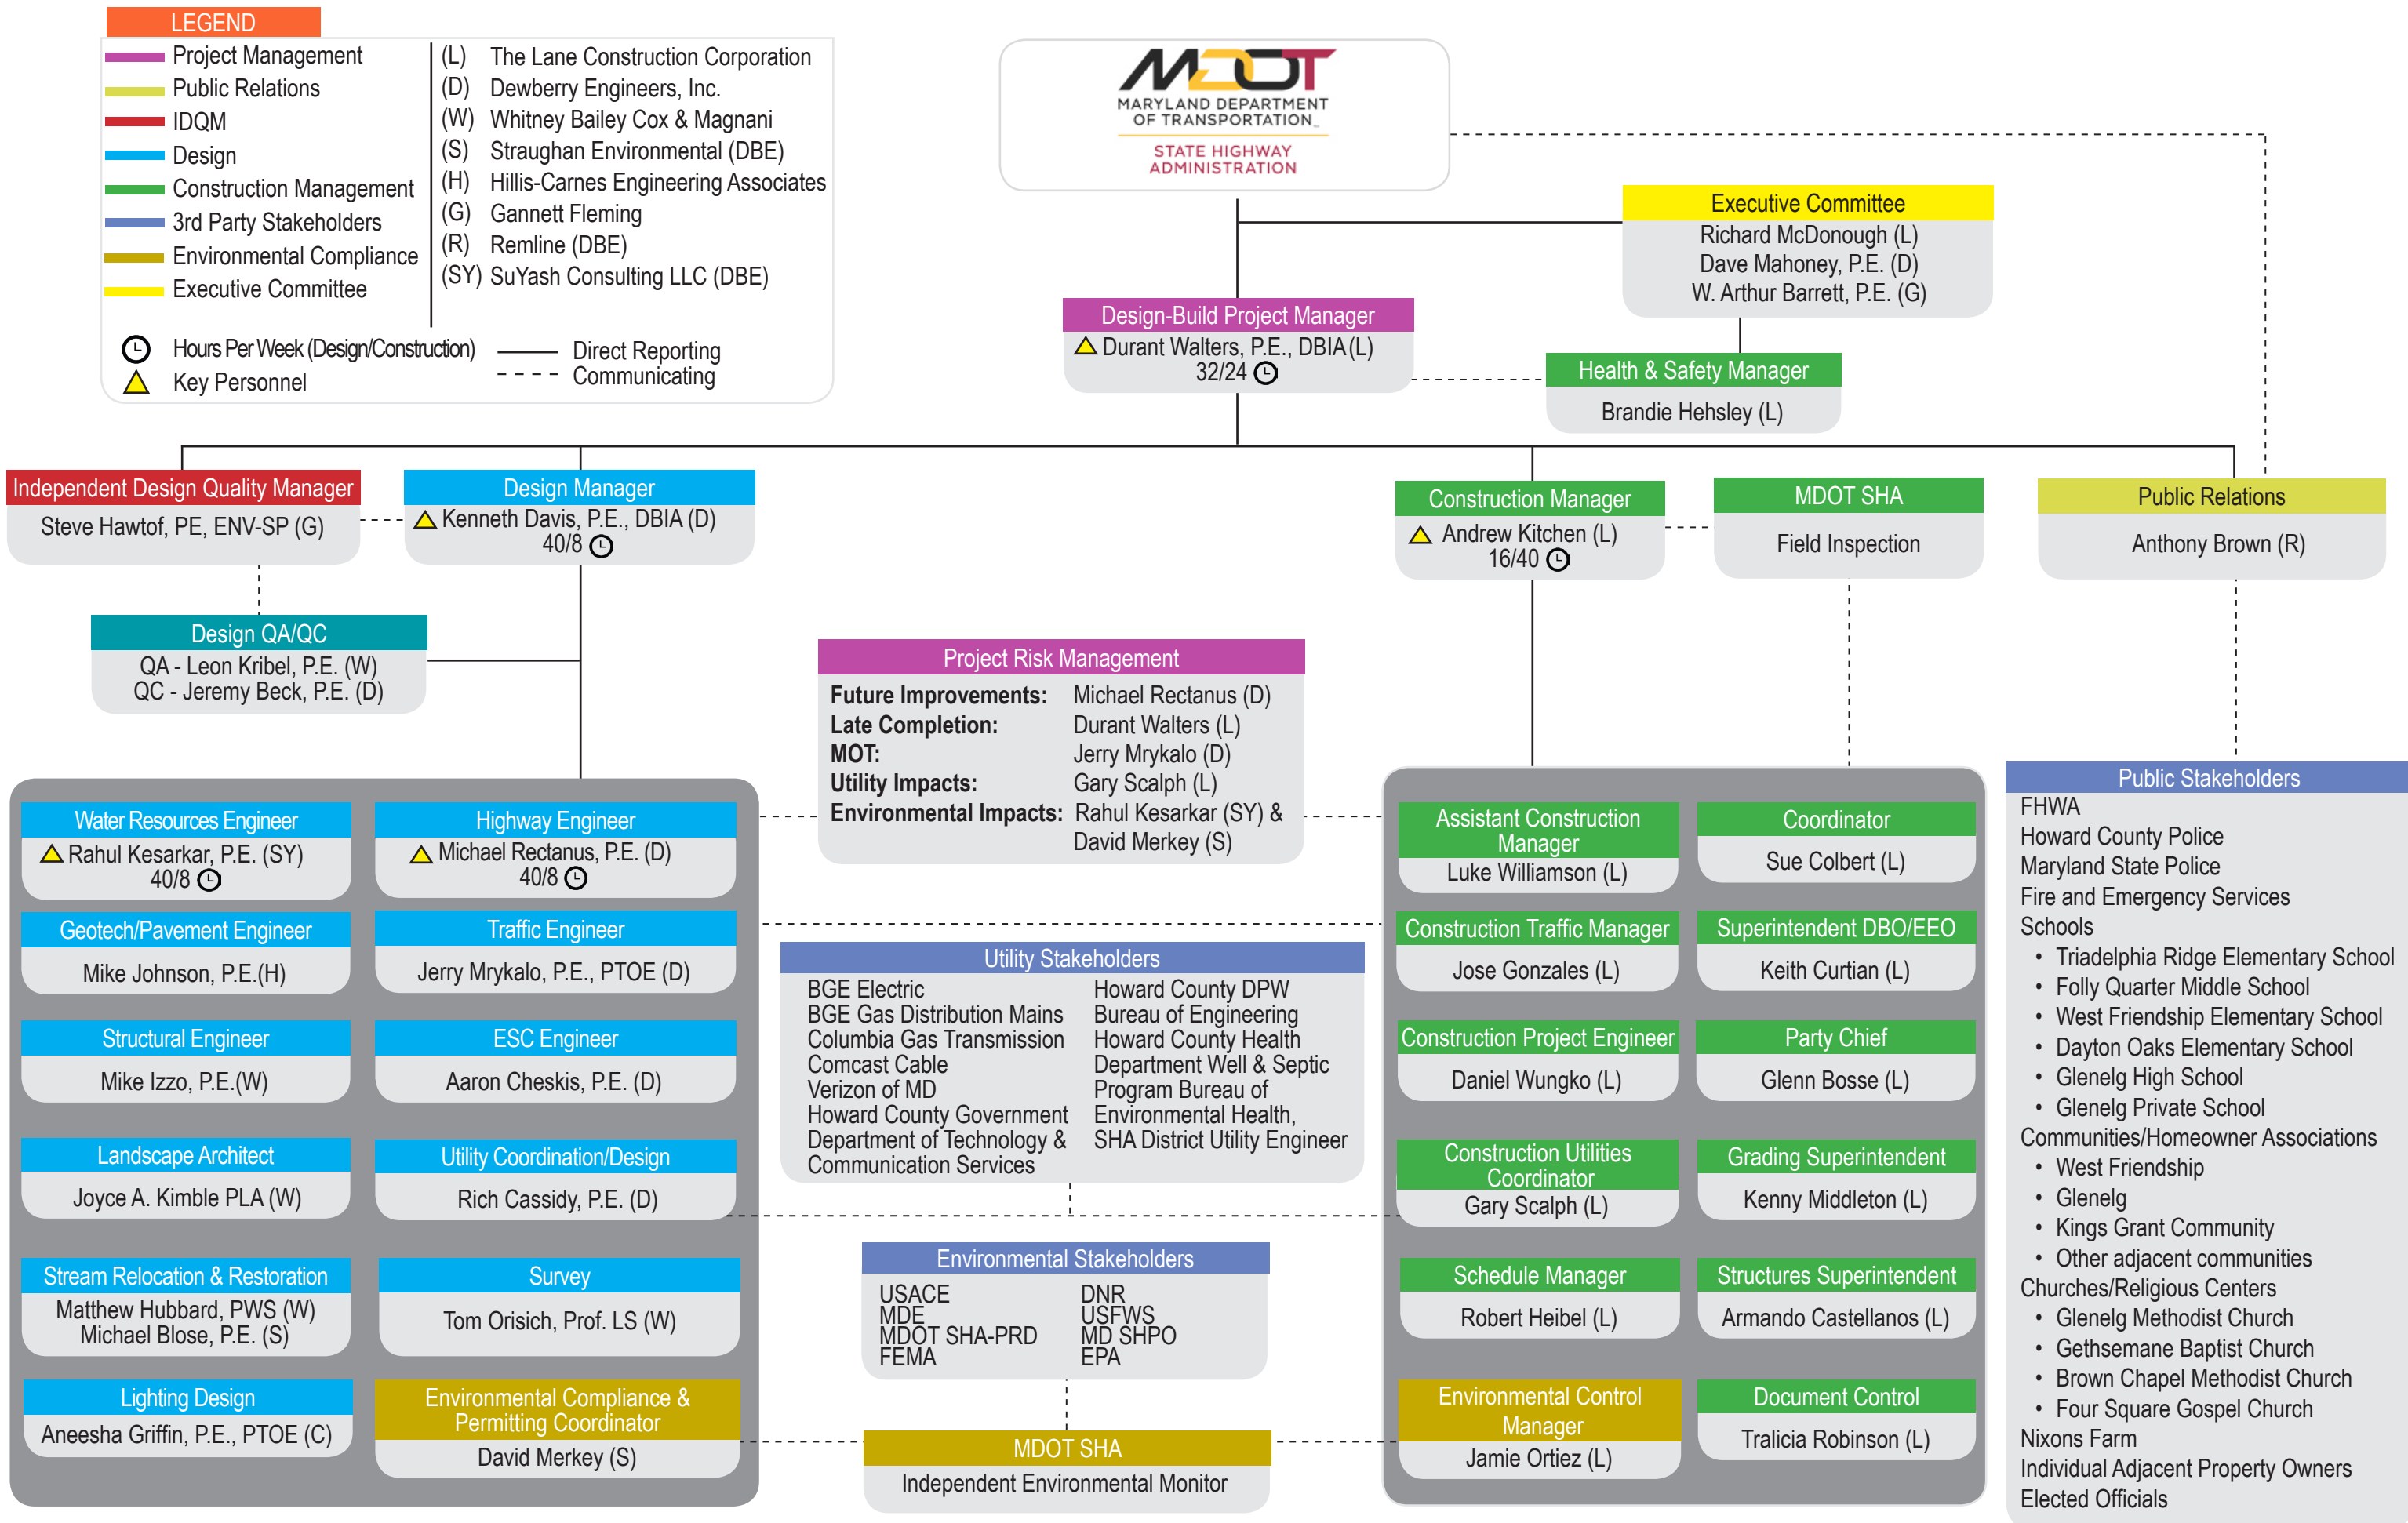 LEGEND
Project Management
Public Relations
IDQM
Design
Construction Management
3rd Party Stakeholders
Environmental Compliance
Executive Committee
(L) The Lane Construction Corporation
(D) Dewberry Engineers, Inc.
(W) Whitney Bailey Cox & Magnani
(S) Straughan Environmental (DBE)
(H) Hillis-Carnes Engineering Associates
(G) Gannett Fleming
(R) Remline (DBE)
(SY) SuYash Consulting LLC (DBE)
Hours Per Week (Design/Construction)
Key Personnel
Direct Reporting
Communicating
MDOT
MARYLAND DEPARTMENT
OF TRANSPORTATION_
STATE HIGHWAY
ADMINISTRATION
Executive Committee
Richard McDonough (L)
Dave Mahoney, P.E. (D)
W. Arthur Barrett, P.E. (G)
Design-Build Project Manager
Durant Walters, P.E., DBIA (L)
32/24
Health & Safety Manager
Brandie Hehsley (L)
Independent Design Quality Manager
Steve Hawtof, PE, ENV-SP (G)
Design Manager
Kenneth Davis, P.E., DBIA (D)
40/8
Construction Manager
Andrew Kitchen (L)
16/40
MDOT SHA
Field Inspection
Public Relations
Anthony Brown (R)
Design QA/QC
QA - Leon Kribel, P.E. (W)
QC - Jeremy Beck, P.E. (D)
Project Risk Management
Future Improvements: Michael Rectanus (D)
Late Completion: Durant Walters (L)
MOT: Jerry Mrykalo (D)
Utility Impacts: Gary Scalph (L)
Environmental Impacts: Rahul Kesarkar (SY) &
David Merkey (S)
Water Resources Engineer
Rahul Kesarkar, P.E. (SY)
40/8
Highway Engineer
Michael Rectanus, P.E. (D)
40/8
Geotech/Pavement Engineer
Mike Johnson, P.E.(H)
Traffic Engineer
Jerry Mrykalo, P.E., PTOE (D)
Structural Engineer
Mike Izzo, P.E.(W)
ESC Engineer
Aaron Cheskis, P.E. (D)
Landscape Architect
Joyce A. Kimble PLA (W)
Utility Coordination/Design
Rich Cassidy, P.E. (D)
Stream Relocation & Restoration
Matthew Hubbard, PWS (W)
Michael Blose, P.E. (S)
Survey
Tom Orisich, Prof. LS (W)
Lighting Design
Aneesha Griffin, P.E., PTOE (C)
Environmental Compliance &
Permitting Coordinator
David Merkey (S)
Utility Stakeholders
BGE Electric
BGE Gas Distribution Mains
Columbia Gas Transmission
Comcast Cable
Verizon of MD
Howard County Government
Department of Technology &
Communication Services
Howard County DPW
Bureau of Engineering
Howard County Health
Department Well & Septic
Program Bureau of
Environmental Health,
SHA District Utility Engineer
Environmental Stakeholders
USACE
MDE
MDOT SHA-PRD
FEMA
DNR
USFWS
MD SHPO
EPA
MDOT SHA
Independent Environmental Monitor
Assistant Construction
Manager
Luke Williamson (L)
Coordinator
Sue Colbert (L)
Construction Traffic Manager
Jose Gonzales (L)
Superintendent DBO/EEO
Keith Curtian (L)
Construction Project Engineer
Daniel Wungko (L)
Party Chief
Glenn Bosse (L)
Construction Utilities
Coordinator
Gary Scalph (L)
Grading Superintendent
Kenny Middleton (L)
Schedule Manager
Robert Heibel (L)
Structures Superintendent
Armando Castellanos (L)
Environmental Control
Manager
Jamie Ortiez (L)
Document Control
Tralicia Robinson (L)
Public Stakeholders
FHWA
Howard County Police
Maryland State Police
Fire and Emergency Services
Schools
• Triadelphia Ridge Elementary School
• Folly Quarter Middle School
• West Friendship Elementary School
• Dayton Oaks Elementary School
• Glenelg High School
• Glenelg Private School
Communities/Homeowner Associations
• West Friendship
• Glenelg
• Kings Grant Community
• Other adjacent communities
Churches/Religious Centers
• Glenelg Methodist Church
• Gethsemane Baptist Church
• Brown Chapel Methodist Church
• Four Square Gospel Church
Nixons Farm
Individual Adjacent Property Owners
Elected Officials